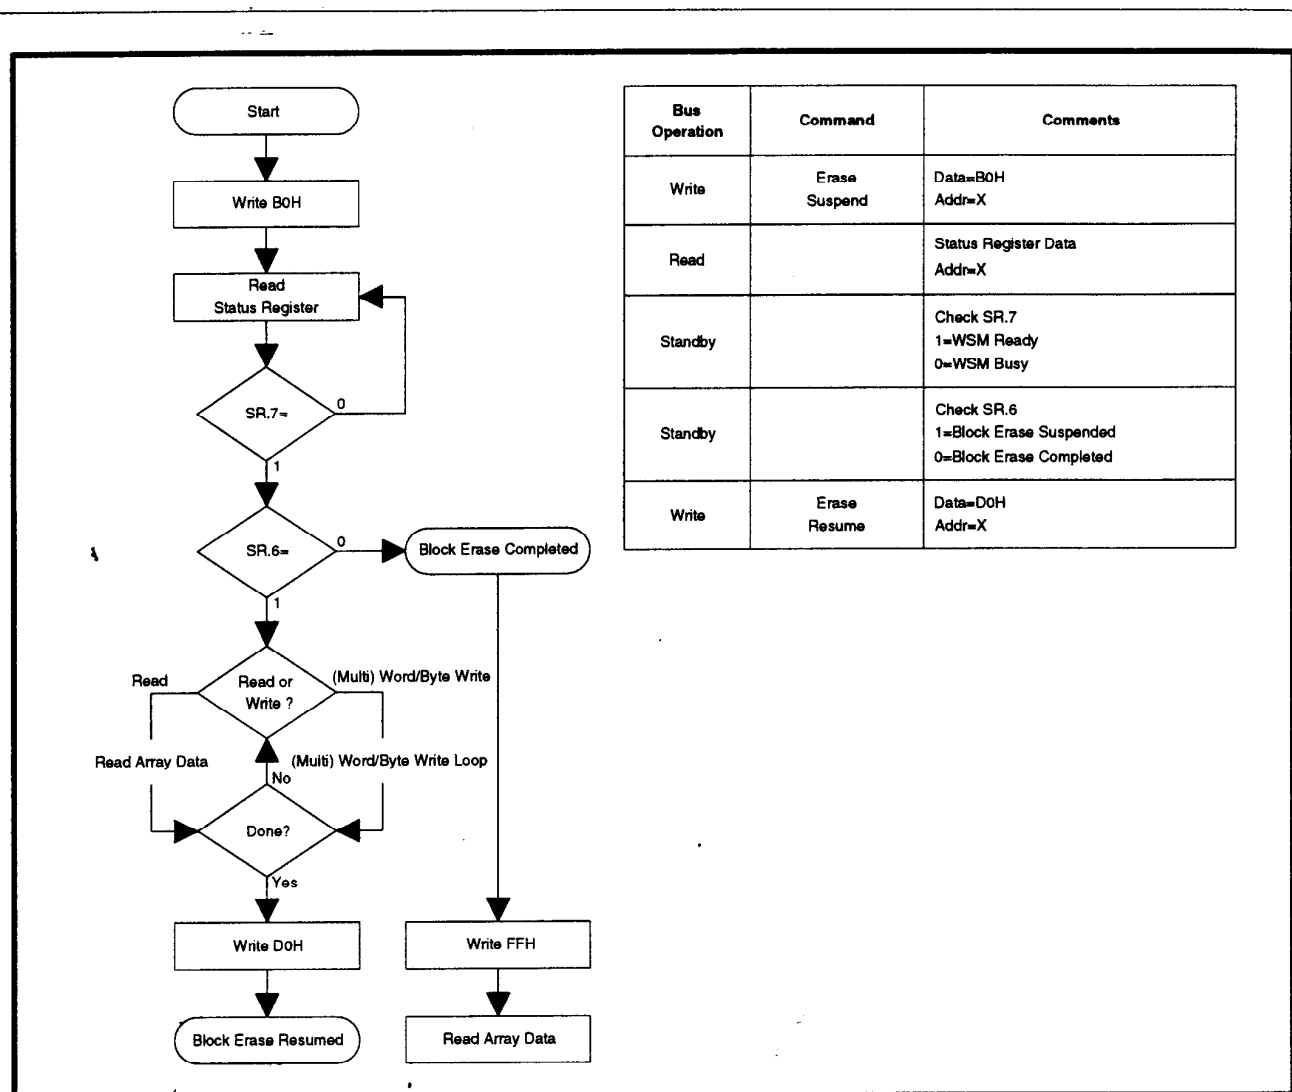 Start
Write B0H
Read
Status Register
SR.7=
0
1
SR.6=
0
Block Erase Completed
1
Read
Read or
Write ?
(Multi) Word/Byte Write
Read Array Data
(Multi) Word/Byte Write Loop
No
Done?
Yes
Write D0H
Write FFH
Block Erase Resumed
Read Array Data
Bus
Operation
Command
Comments
Write
Erase
Suspend
Data=B0H
Addr=X
Read
Status Register Data
Addr=X
Standby
Check SR.7
1=WSM Ready
0=WSM Busy
Standby
Check SR.6
1=Block Erase Suspended
0=Block Erase Completed
Write
Erase
Resume
Data=D0H
Addr=X